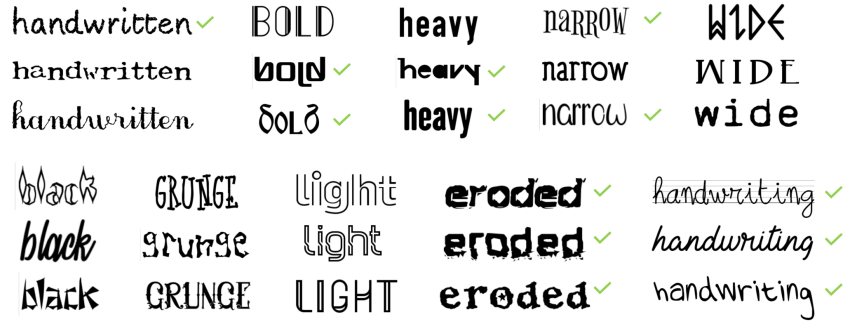 handwritten BOLD heavy narrow WIDE
handwritten bold heavy narrow WIDE
handwritten bold heavy narrow wide
black GRUNGE light eroded handwriting
black grunge light eroded handwriting
black GRUNGE LIGHT eroded handwriting